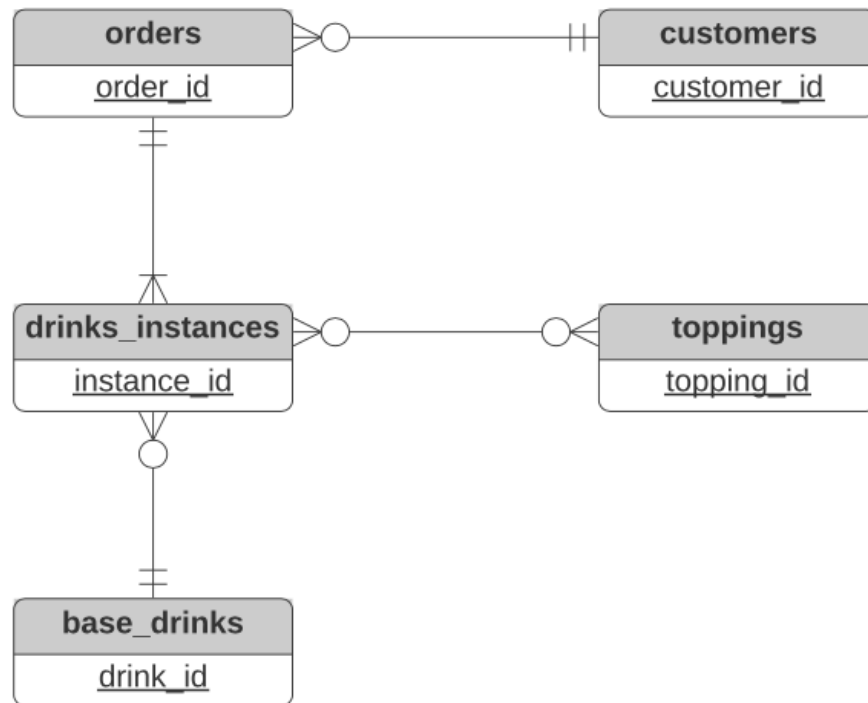 orders
order_id
customers
customer_id
drinks_instances
instance_id
toppings
topping_id
base_drinks
drink_id